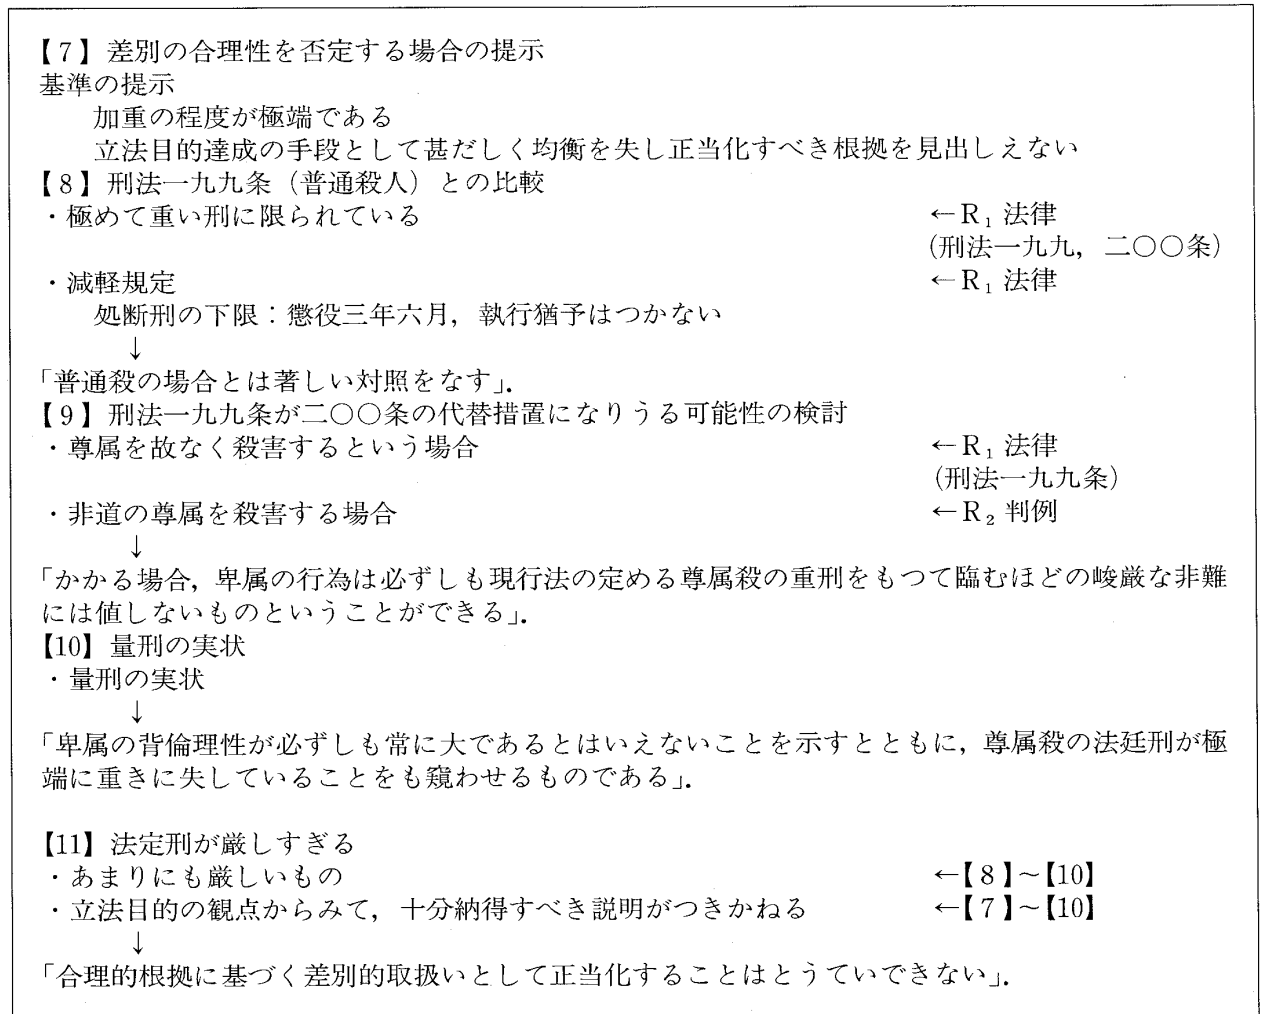 【7】差別の合理性を否定する場合の提示
基準の提示
加重の程度が極端である
立法目的達成の手段として甚だしく均衡を失し正当化すべき根拠を見出しえない
【8】刑法一九九条（普通殺人）との比較
・極めて重い刑に限られている ←R₁ 法律
(刑法一九九，二〇〇条)
・減軽規定 ←R₁ 法律
処断刑の下限：懲役三年六月，執行猶予はつかない
↓
「普通殺の場合とは著しい対照をなす」．
【9】刑法一九九条が二〇〇条の代替措置になりうる可能性の検討
・尊属を故なく殺害するという場合 ←R₁ 法律
(刑法一九九条)
・非道の尊属を殺害する場合 ←R₂ 判例
↓
「かかる場合，卑属の行為は必ずしも現行法の定める尊属殺の重刑をもつて臨むほどの峻厳な非難
には値しないものということができる」．
【10】量刑の実状
・量刑の実状
↓
「卑属の背倫理性が必ずしも常に大であるとはいえないことを示すとともに，尊属殺の法廷刑が極
端に重きに失していることをも窺わせるものである」．
【11】法定刑が厳しすぎる
・あまりにも厳しいもの ←【8】～【10】
・立法目的の観点からみて，十分納得すべき説明がつきかねる ←【7】～【10】
↓
「合理的根拠に基づく差別的取扱いとして正当化することはとうていできない」．